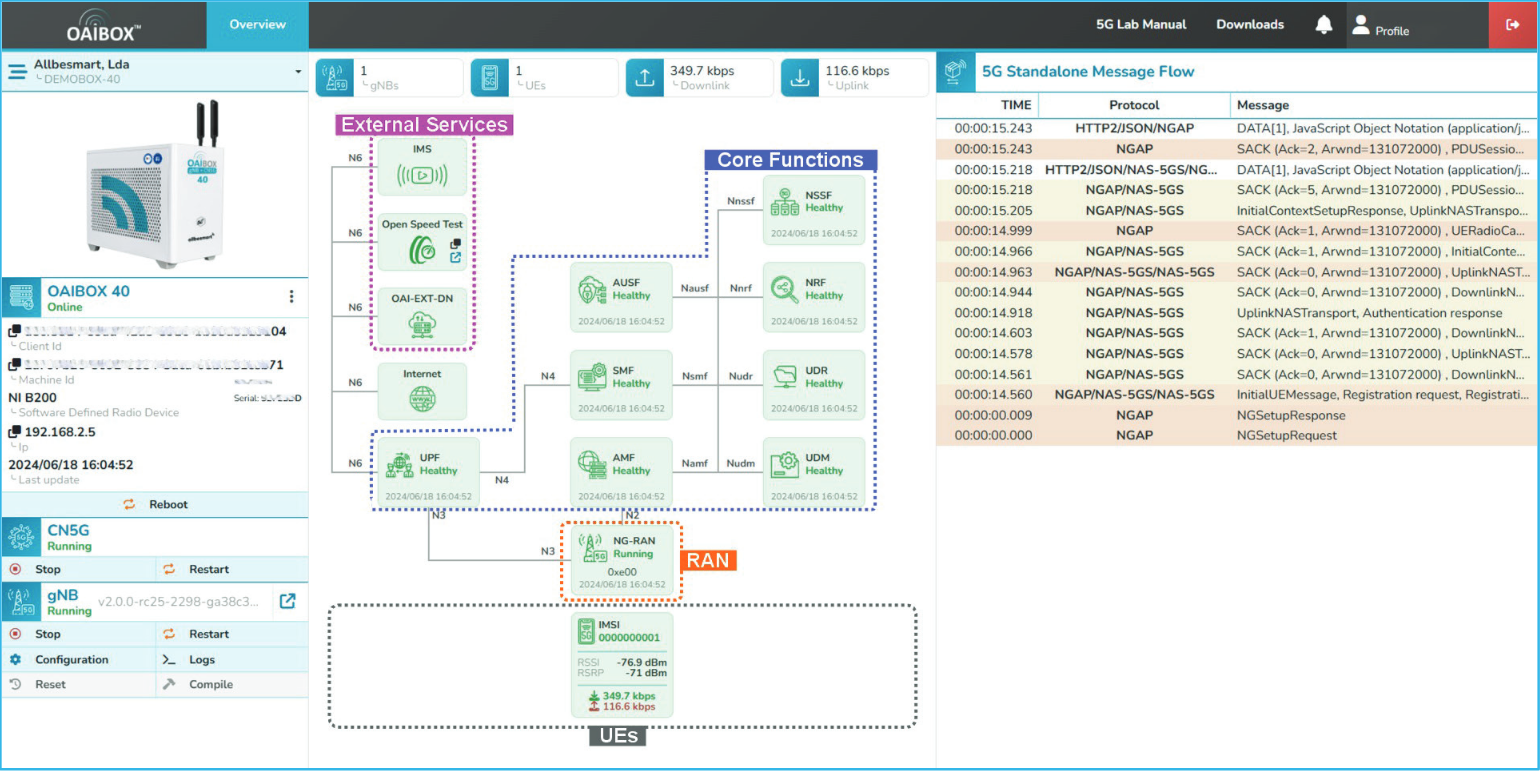 OAIBOX™
Overview
5G Lab Manual
Downloads
Profile
Allbesmart, Lda
DEMOBOX-40
OAIBOX
40
allbesmart
OAIBOX 40
Online
04
Client Id
71
Machine Id
NI B200
Serial:
Software Defined Radio Device
192.168.2.5
Ip
2024/06/18 16:04:52
Last update
Reboot
CN5G
Running
Stop
Restart
gNB
Running
v2.0.0-rc25-2298-ga38c3...
Stop
Restart
Configuration
Logs
Reset
Compile
1
gNBs
1
UEs
349.7 kbps
Downlink
116.6 kbps
Uplink
External Services
N6
IMS
N6
Open Speed Test
N6
OAI-EXT-DN
N6
Internet
WWW
Core Functions
Nnssf
NSSF
Healthy
2024/06/18 16:04:52
AUSF
Healthy
2024/06/18 16:04:52
Nausf
Nnrf
NRF
Healthy
2024/06/18 16:04:52
N4
SMF
Healthy
2024/06/18 16:04:52
Nsmf
Nudr
UDR
Healthy
2024/06/18 16:04:52
N6
UPF
Healthy
2024/06/18 16:04:52
N4
AMF
Healthy
2024/06/18 16:04:52
Namf
Nudm
UDM
Healthy
2024/06/18 16:04:52
N3
N2
N3
5G
NG-RAN
Running
0xe00
2024/06/18 16:04:52
RAN
5G
IMSI
0000000001
RSSI -76.9 dBm
RSRP -71 dBm
349.7 kbps
116.6 kbps
UEs
5G Standalone Message Flow
TIME Protocol Message
00:00:15.243 HTTP2/JSON/NGAP DATA[1], JavaScript Object Notation (application/j...
00:00:15.243 NGAP SACK (Ack=2, Arwnd=131072000) , PDUSessio...
00:00:15.218 HTTP2/JSON/NAS-5GS/NG... DATA[1], JavaScript Object Notation (application/j...
00:00:15.218 NGAP/NAS-5GS SACK (Ack=5, Arwnd=131072000) , PDUSessio...
00:00:15.205 NGAP/NAS-5GS InitialContextSetupResponse, UplinkNASTranspo...
00:00:14.999 NGAP SACK (Ack=1, Arwnd=131072000) , UERadioCa...
00:00:14.966 NGAP/NAS-5GS SACK (Ack=1, Arwnd=131072000) , InitialConte...
00:00:14.963 NGAP/NAS-5GS/NAS-5GS SACK (Ack=0, Arwnd=131072000) , UplinkNAST...
00:00:14.944 NGAP/NAS-5GS SACK (Ack=0, Arwnd=131072000) , DownlinkN...
00:00:14.918 NGAP/NAS-5GS UplinkNASTransport, Authentication response
00:00:14.603 NGAP/NAS-5GS SACK (Ack=1, Arwnd=131072000) , DownlinkN...
00:00:14.578 NGAP/NAS-5GS SACK (Ack=0, Arwnd=131072000) , UplinkNAST...
00:00:14.561 NGAP/NAS-5GS SACK (Ack=0, Arwnd=131072000) , DownlinkN...
00:00:14.560 NGAP/NAS-5GS/NAS-5GS InitialUEMessage, Registration request, Registrati...
00:00:00.009 NGAP NGSetupResponse
00:00:00.000 NGAP NGSetupRequest